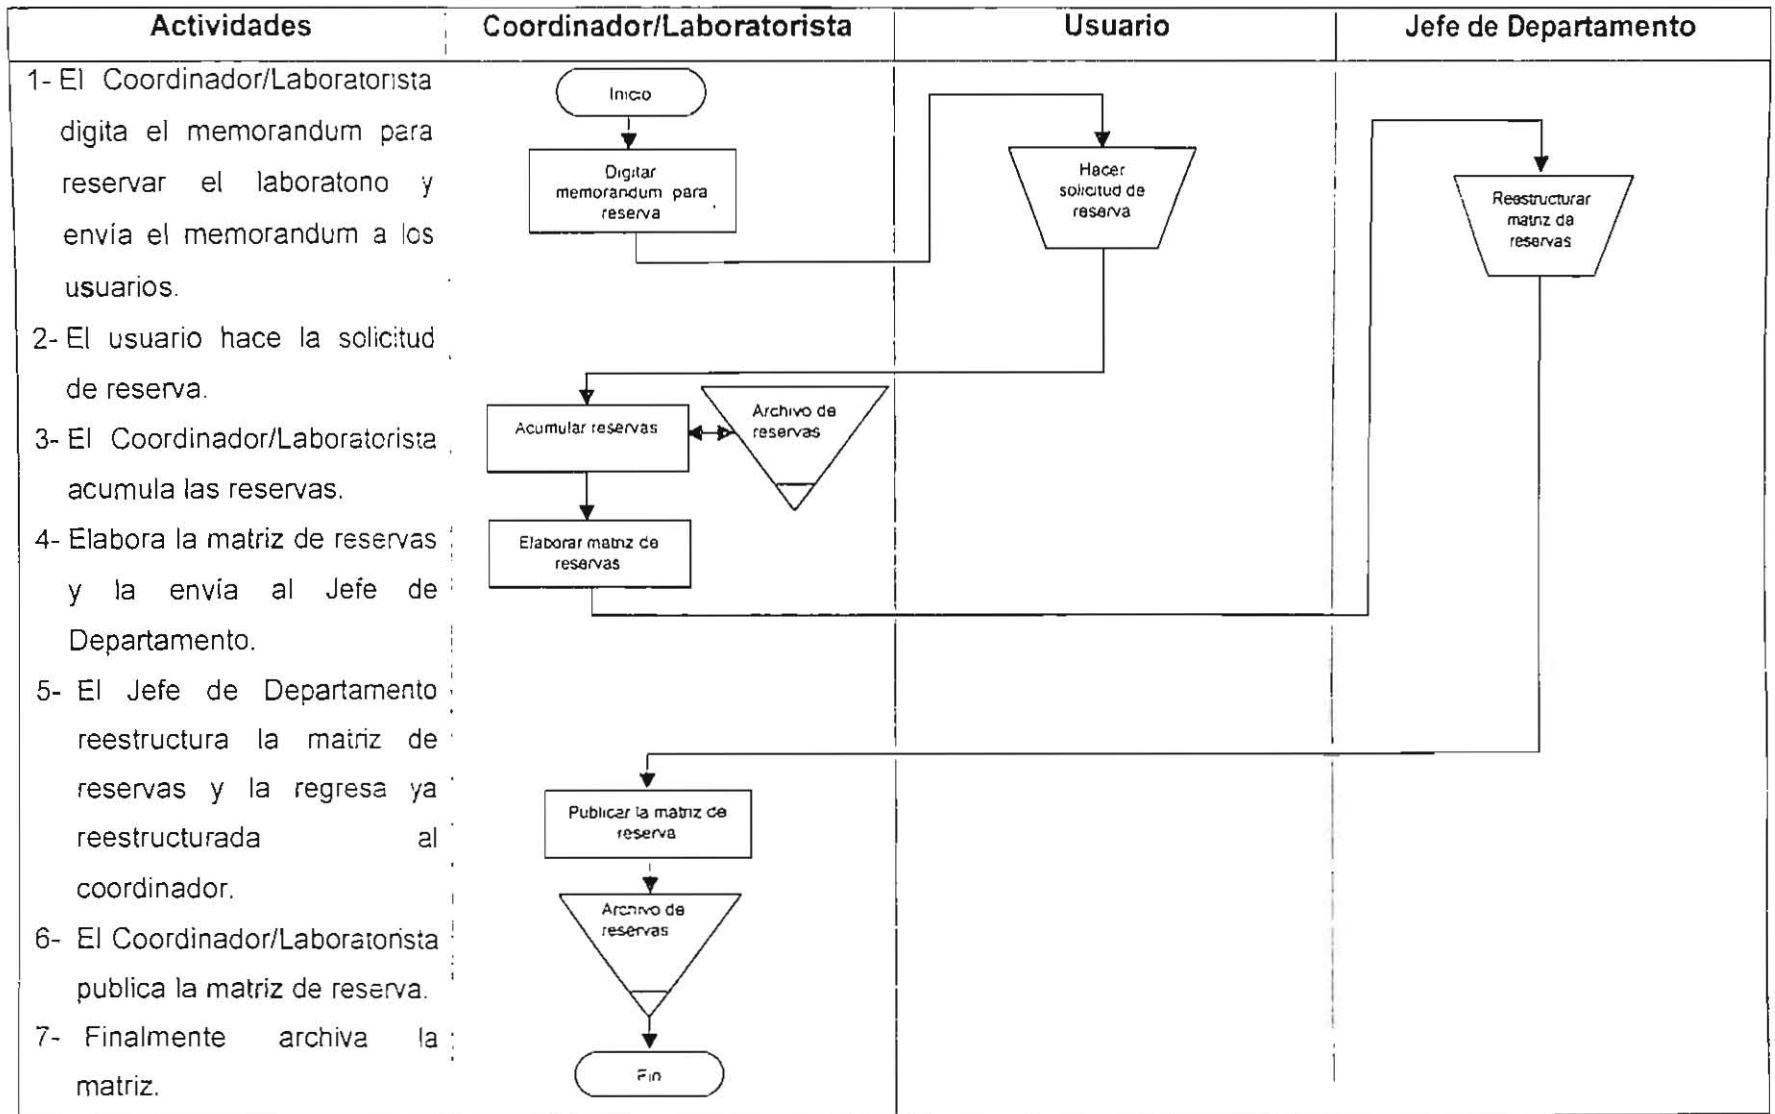 Actividades
Coordinador/Laboratorista
Usuario
Jefe de Departamento
1- El Coordinador/Laboratorista
digita el memorandum para
reservar el laboratorio y
envía el memorandum a los
usuarios.
2- El usuario hace la solicitud
de reserva.
3- El Coordinador/Laboratorista
acumula las reservas.
4- Elabora la matriz de reservas
y la envía al Jefe de
Departamento.
5- El Jefe de Departamento
reestructura la matriz de
reservas y la regresa ya
reestructurada al
coordinador.
6- El Coordinador/Laboratorista
publica la matriz de reserva.
7- Finalmente archiva la
matriz.
Inicio
Digitar
memorandum para
reserva
Acumular reservas
Archivo de
reservas
Elaborar matriz de
reservas
Publicar la matriz de
reserva
Archivo de
reservas
Fin
Hacer
solicitud de
reserva
Reestructurar
matriz de
reservas